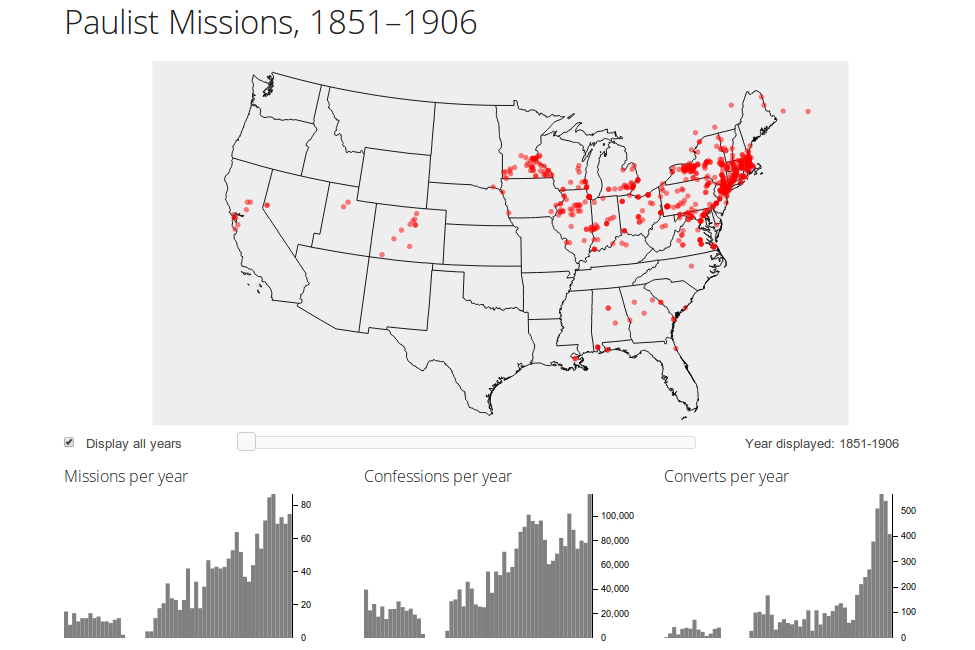 Paulist Missions, 1851–1906
Display all years
Year displayed: 1851-1906
Missions per year
Confessions per year
Converts per year
80
60
40
20
0
100,000
80,000
60,000
40,000
20,000
0
500
400
300
200
100
0